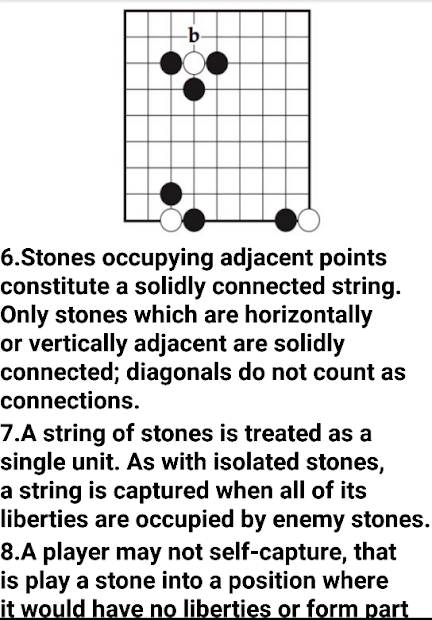 b
6.Stones occupying adjacent points
constitute a solidly connected string.
Only stones which are horizontally
or vertically adjacent are solidly
connected; diagonals do not count as
connections.
7.A string of stones is treated as a
single unit. As with isolated stones,
a string is captured when all of its
liberties are occupied by enemy stones.
8.A player may not self-capture, that
is play a stone into a position where
it would have no liberties or form part